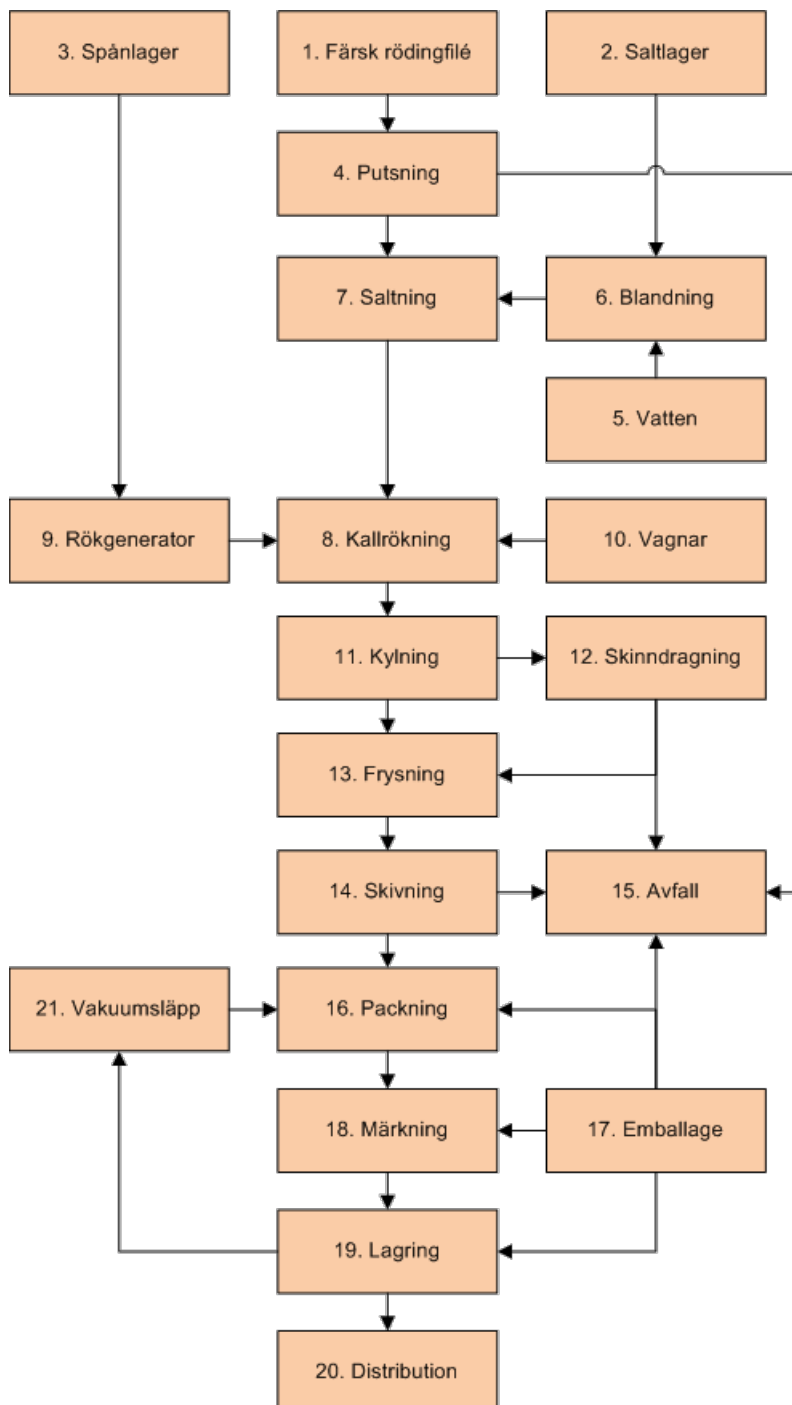 3. Spånlager
1. Färsk rödingfilé
2. Saltlager
4. Putsning
7. Saltning
6. Blandning
5. Vatten
9. Rökgenerator
8. Kallrökning
10. Vagnar
11. Kylning
12. Skinndragning
13. Frysning
14. Skivning
15. Avfall
21. Vakuumsläpp
16. Packning
18. Märkning
17. Emballage
19. Lagring
20. Distribution